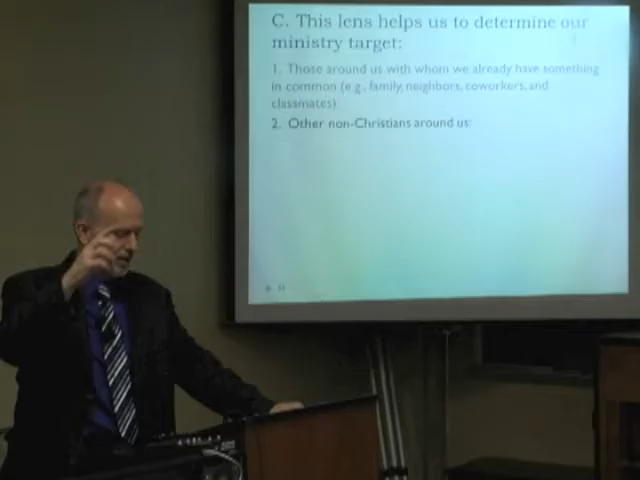 C. This lens helps us to determine our
ministry target:
1. Those around us with whom we already have something
in common (e.g., family, neighbors, coworkers, and
classmates)
2. Other non-Christians around us: